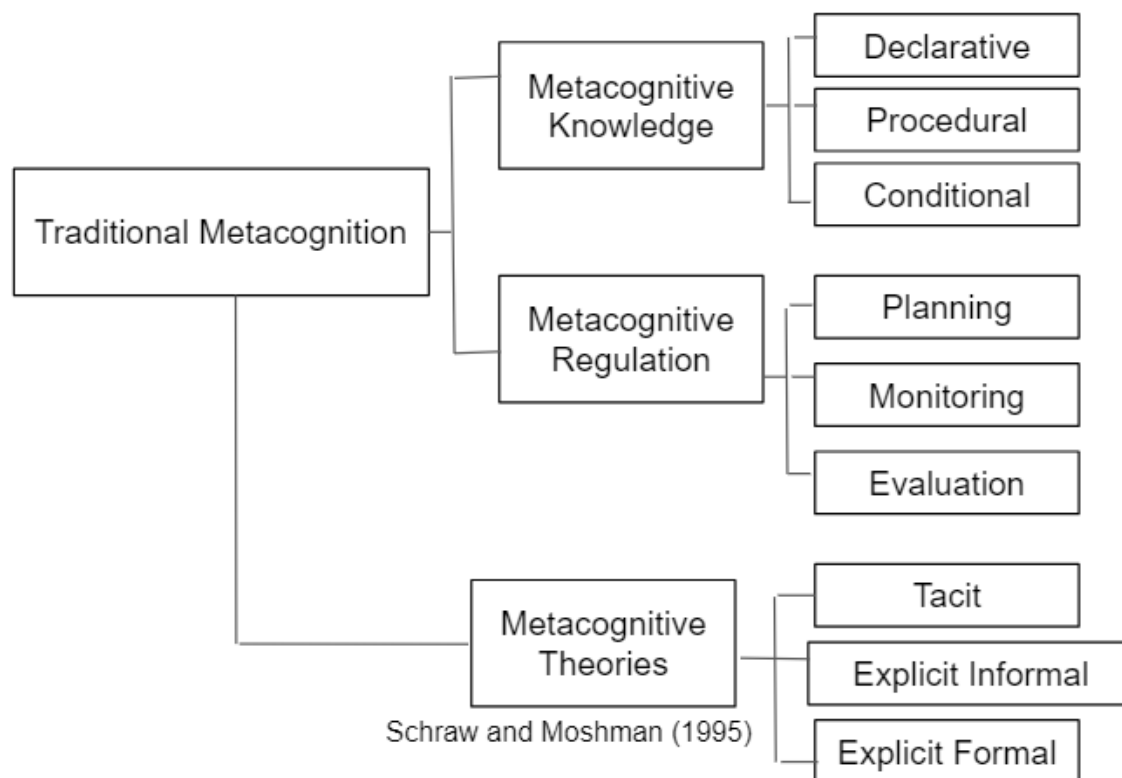 Traditional Metacognition
Metacognitive
Knowledge
Declarative
Procedural
Conditional
Metacognitive
Regulation
Planning
Monitoring
Evaluation
Metacognitive
Theories
Schraw and Moshman (1995)
Tacit
Explicit Informal
Explicit Formal